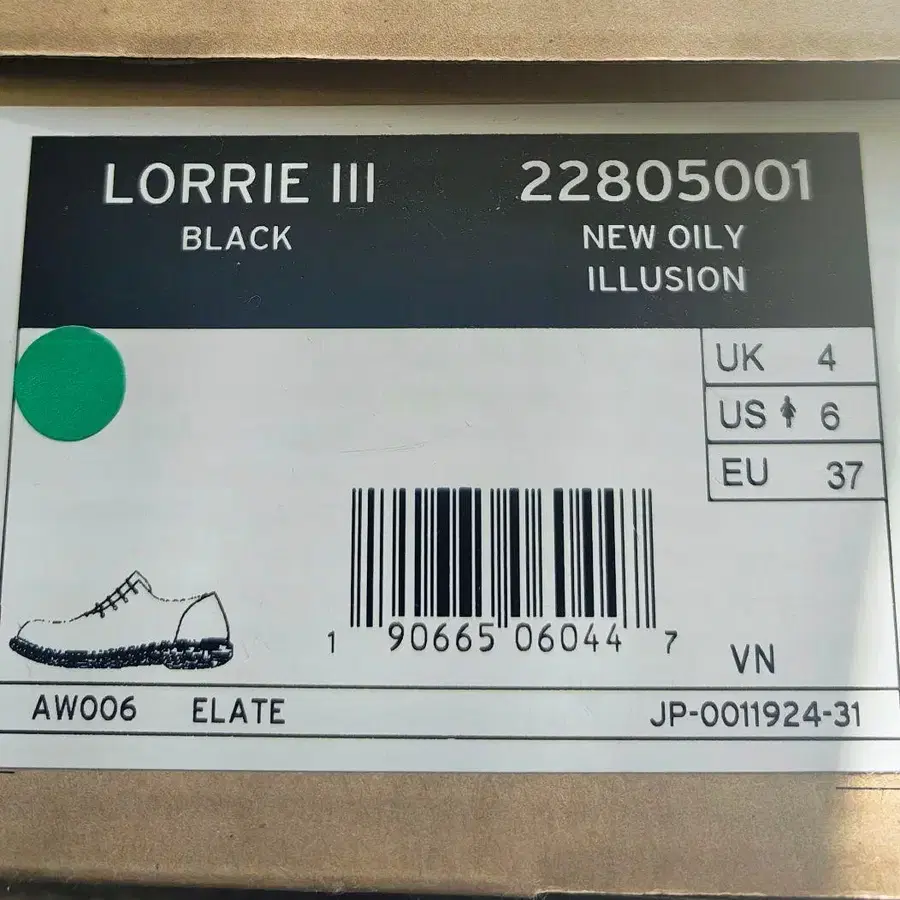 LORRIE III 22805001
BLACK NEW OILY
ILLUSION
UK 4
US 6
EU 37
1 90665 06044 7
VN
AW006 ELATE JP-0011924-31